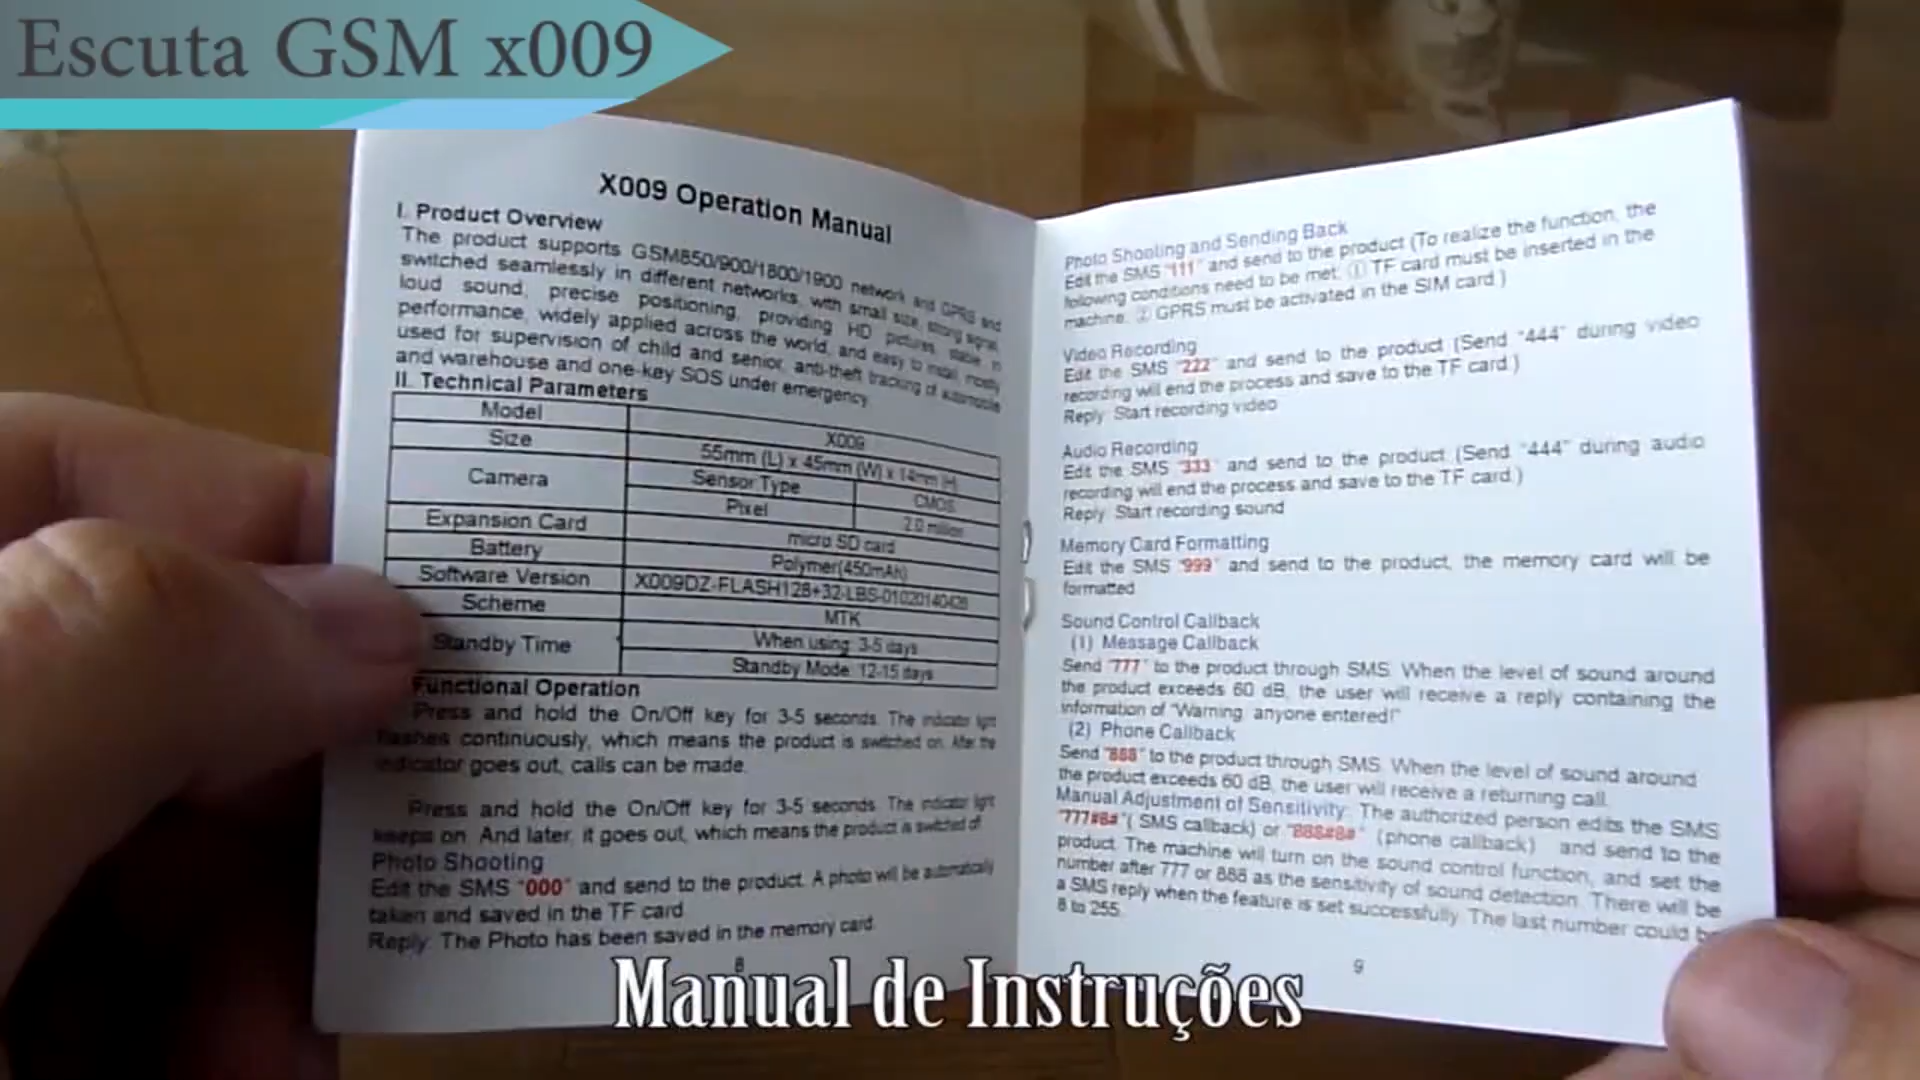 Escuta GSM x009
X009 Operation Manual
I. Product Overview
The product supports GSM850/900/1800/1900 network and GPRS and
switched seamlessly in different networks, with small size, strong signal,
loud sound, precise positioning, providing HD pictures, stable in
performance, widely applied across the world, and easy to install, mostly
used for supervision of child and senior, anti-theft tracking of automobile
and warehouse and one-key SOS under emergency.
II. Technical Parameters
Model X009
Size 55mm (L) x 45mm (W) x 14mm (H)
Camera Sensor Type CMOS
Pixel 2.0 million
Expansion Card micro SD card
Battery Polymer(450mAh)
Software Version X009DZ-FLASH128+32-LBS-01020140426
Scheme MTK
Standby Time When using: 3-5 days
Standby Mode: 12-15 days
Functional Operation
Press and hold the On/Off key for 3-5 seconds. The indicator light
flashes continuously, which means the product is switched on. After the
indicator goes out, calls can be made.
Press and hold the On/Off key for 3-5 seconds. The indicator light
keeps on. And later, it goes out, which means the product is switched of
Photo Shooting
Edit the SMS "000" and send to the product. A photo will be automatically
taken and saved in the TF card
Reply: The Photo has been saved in the memory card.
8
Photo Shooting and Sending Back
Edit the SMS "111" and send to the product (To realize the function, the
following conditions need to be met: ① TF card must be inserted in the
machine. ② GPRS must be activated in the SIM card.)
Video Recording
Edit the SMS "222" and send to the product (Send "444" during video
recording will end the process and save to the TF card.)
Reply: Start recording video
Audio Recording
Edit the SMS "333" and send to the product (Send "444" during audio
recording will end the process and save to the TF card.)
Reply: Start recording sound
Memory Card Formatting
Edit the SMS "999" and send to the product, the memory card will be
formatted
Sound Control Callback
(1) Message Callback
Send "777" to the product through SMS. When the level of sound around
the product exceeds 60 dB, the user will receive a reply containing the
information of "Warning: anyone entered!"
(2) Phone Callback
Send "888" to the product through SMS. When the level of sound around
the product exceeds 60 dB, the user will receive a returning call.
Manual Adjustment of Sensitivity: The authorized person edits the SMS
"777#8#"( SMS callback) or "888#8#" (phone callback) and send to the
product. The machine will turn on the sound control function, and set the
number after 777 or 888 as the sensitivity of sound detection. There will be
a SMS reply when the feature is set successfully. The last number could be
8 to 255.
9
Manual de Instruções